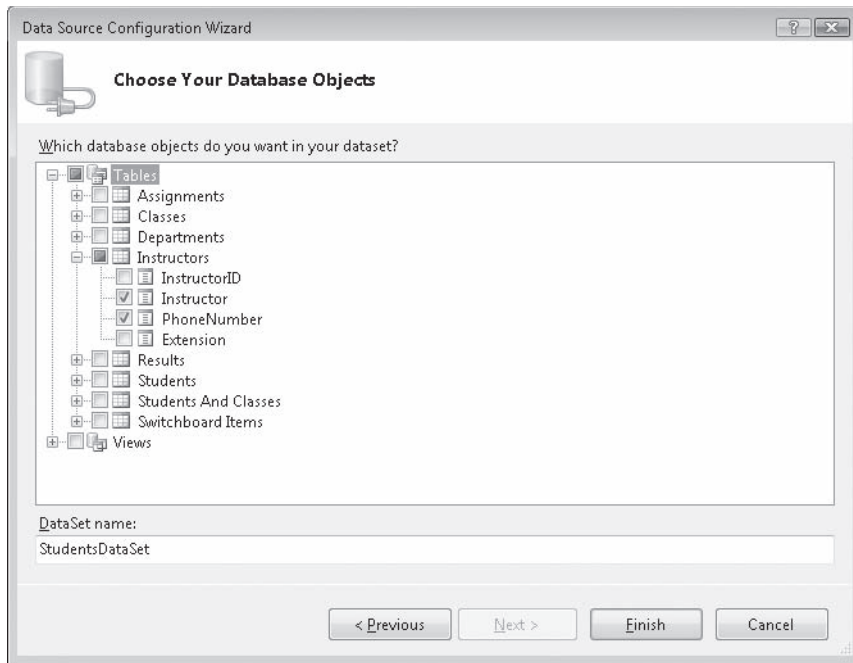 Data Source Configuration Wizard
Choose Your Database Objects
Which database objects do you want in your dataset?
Tables
Assignments
Classes
Departments
Instructors
InstructorID
Instructor
PhoneNumber
Extension
Results
Students
Students And Classes
Switchboard Items
Views
DataSet name:
StudentsDataSet
< Previous
Next >
Finish
Cancel